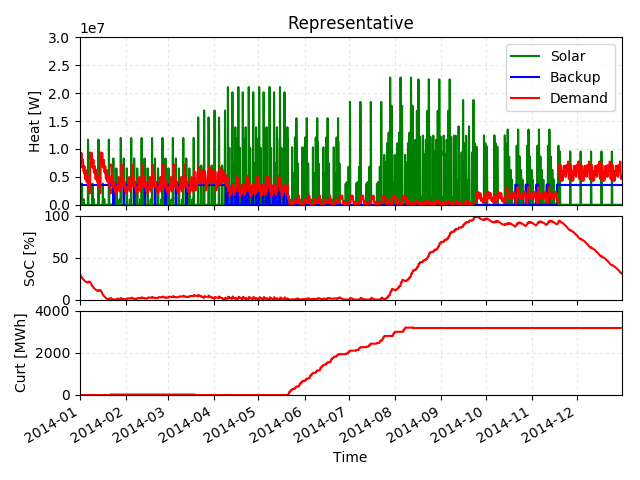 Representative
1e7
3.0
2.5
2.0
1.5
1.0
0.5
0.0
Heat [W]
Solar
Backup
Demand
100
50
0
SoC [%]
4000
2000
0
Curt [MWh]
2014-01
2014-02
2014-03
2014-04
2014-05
2014-06
2014-07
2014-08
2014-09
2014-10
2014-11
2014-12
Time